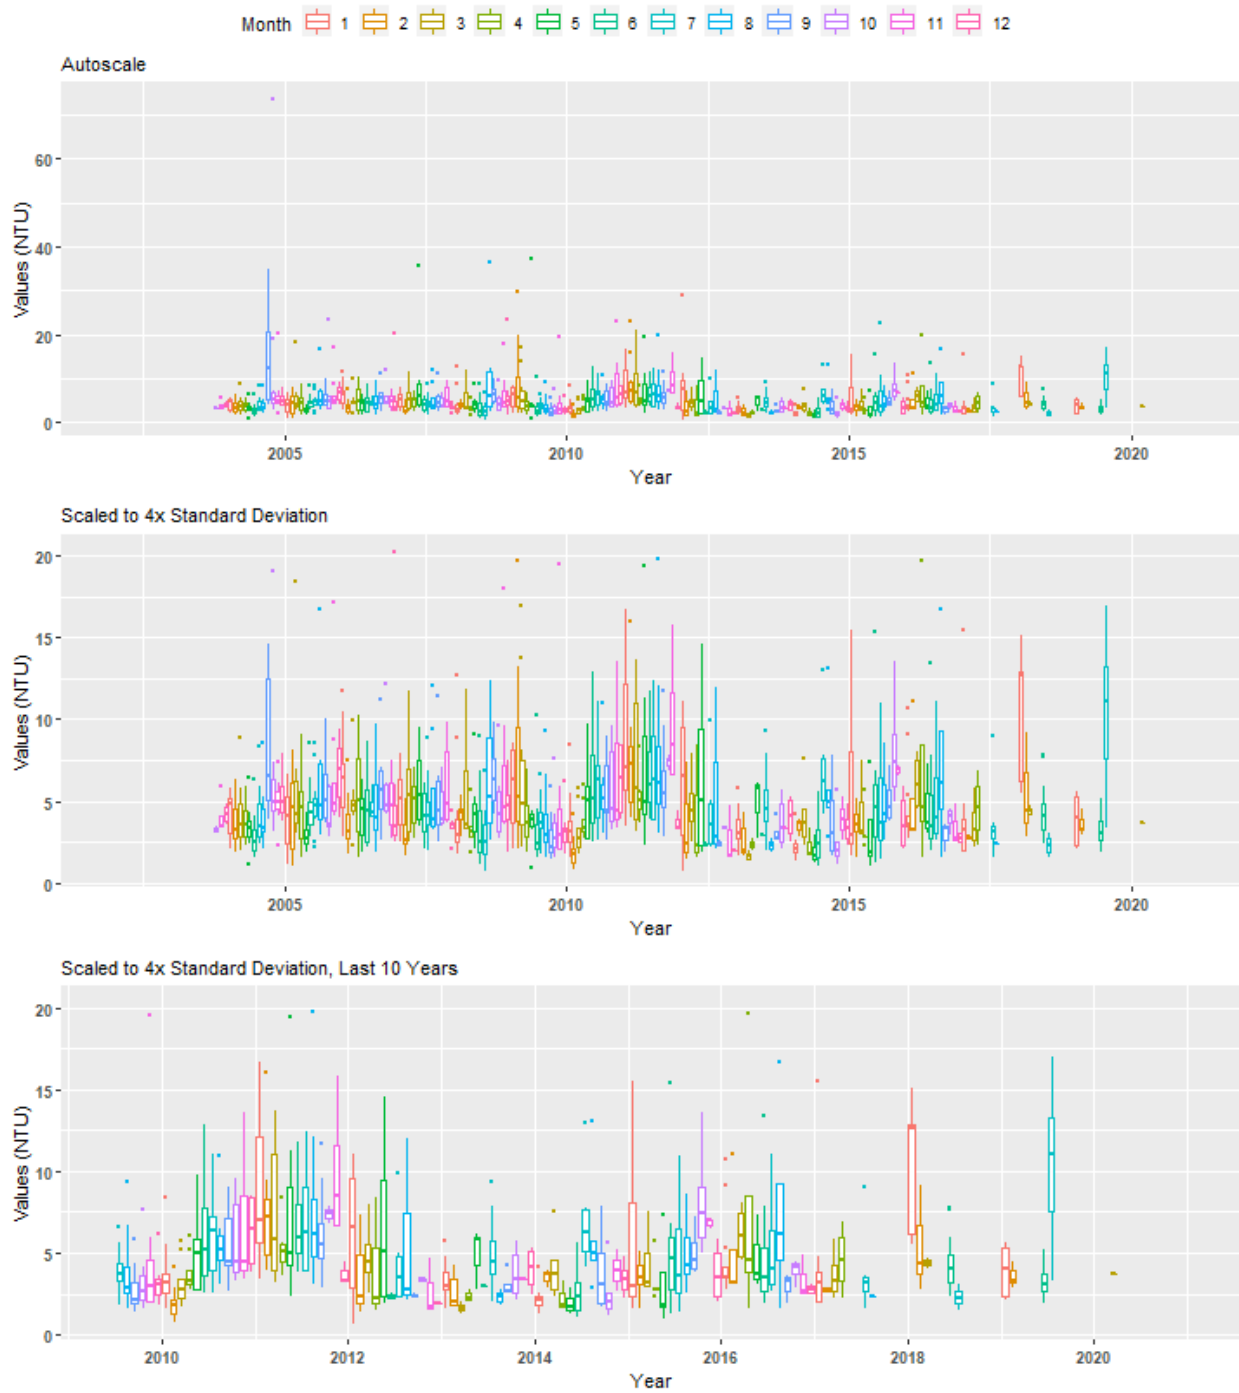 Month 1 2 3 4 5 6 7 8 9 10 11 12
Autoscale
Values (NTU)
60
40
20
0
2005 2010 2015 2020
Year
Scaled to 4x Standard Deviation
Values (NTU)
20
15
10
5
0
2005 2010 2015 2020
Year
Scaled to 4x Standard Deviation, Last 10 Years
Values (NTU)
20
15
10
5
0
2010 2012 2014 2016 2018 2020
Year